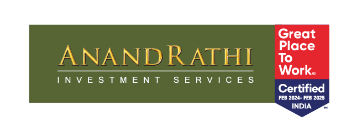 ANANDRATHI
INVESTMENT SERVICES
Great
Place
To
Work®
Certified
FEB 2024- FEB 2025
INDIA